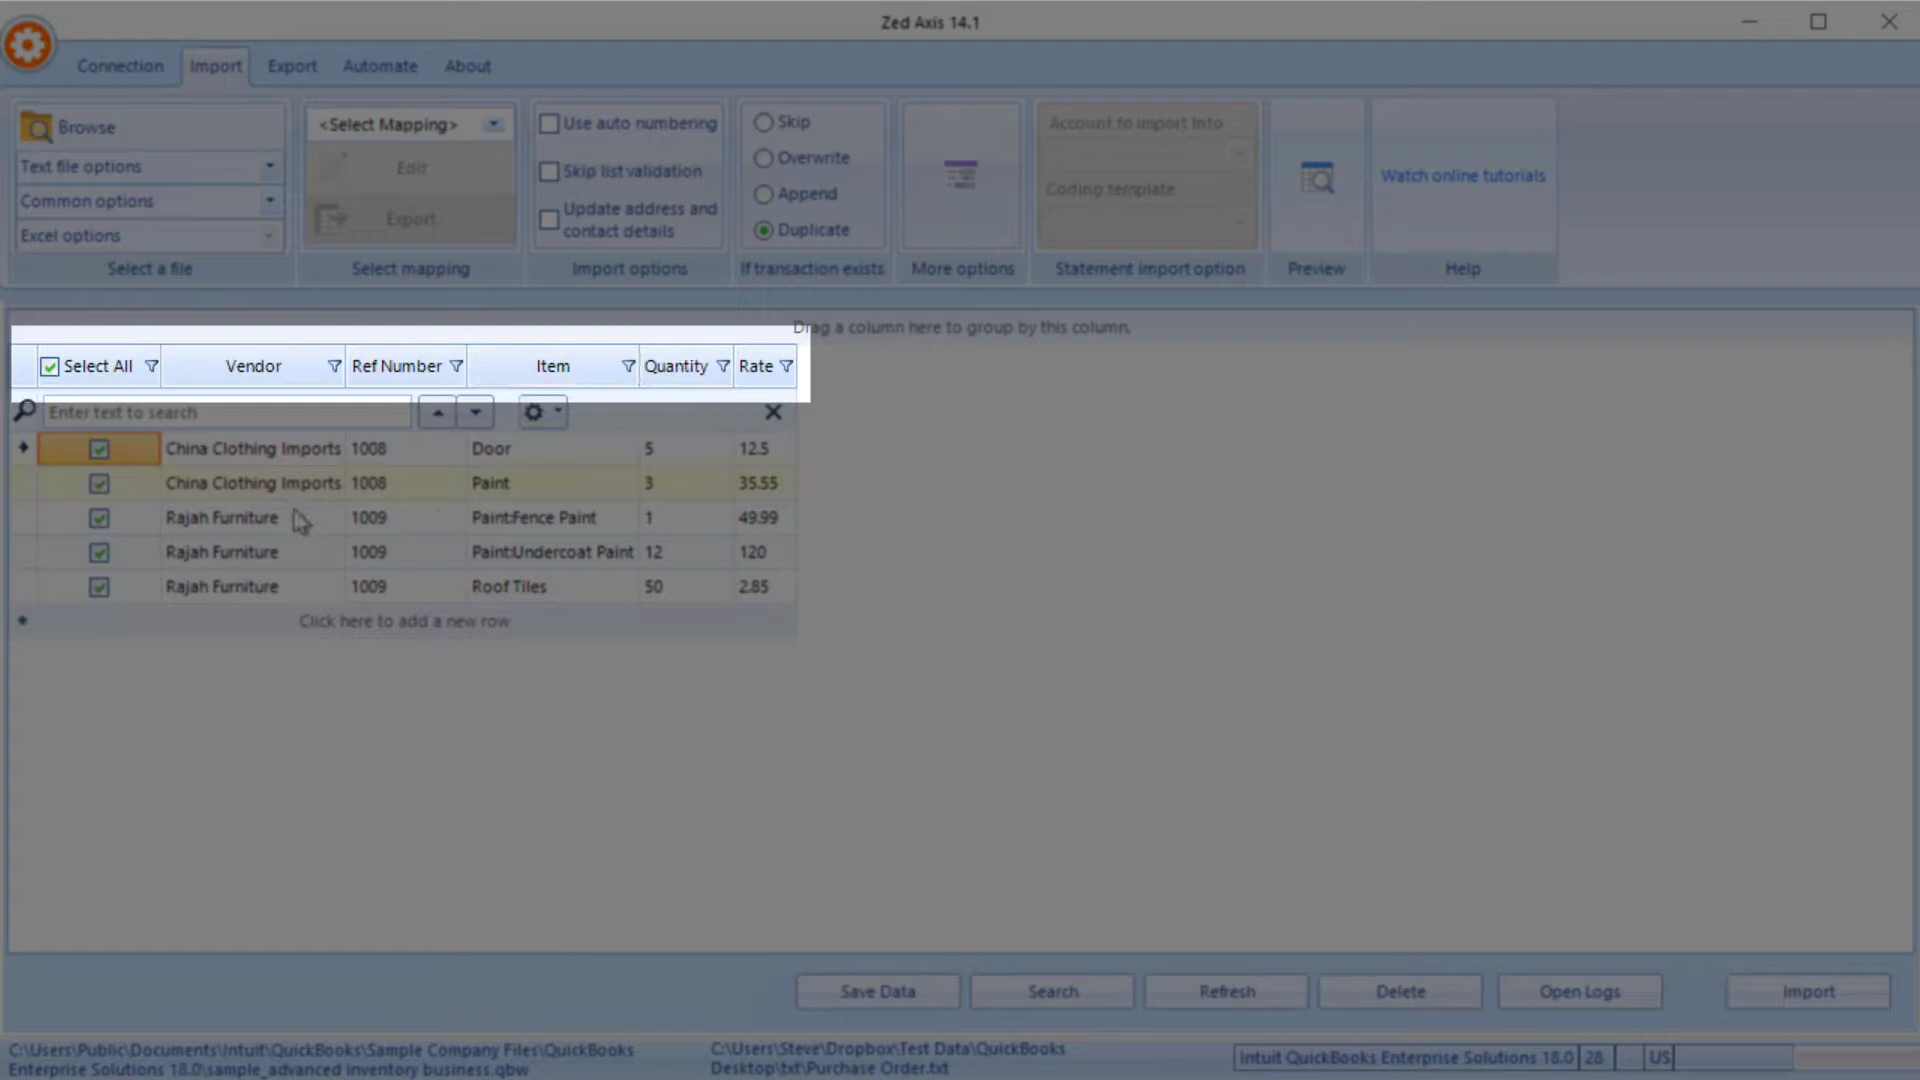 Zed Axis 14.1
Connection Import Export Automate About
Browse
Text file options
Common options
Excel options
Select a file
<Select Mapping>
Edit
Export
Select mapping
Use auto numbering
Skip list validation
Update address and
contact details
Import options
Skip
Overwrite
Append
Duplicate
If transaction exists
More options
Account to import into
Coding template
Statement import option
Preview
Watch online tutorials
Help
Drag a column here to group by this column.
Select All Vendor Ref Number Item Quantity Rate
Enter text to search
China Clothing Imports 1008 Door 5 12.5
China Clothing Imports 1008 Paint 3 35.55
Rajah Furniture 1009 Paint:Fence Paint 1 49.99
Rajah Furniture 1009 Paint:Undercoat Paint 12 120
Rajah Furniture 1009 Roof Tiles 50 2.85
Click here to add a new row
Save Data Search Refresh Delete Open Logs Import
C:\Users\Public\Documents\Intuit\QuickBooks\Sample Company Files\QuickBooks
Enterprise Solutions 18.0\sample_advanced inventory business.qbw
C:\Users\Steve\Dropbox\Test Data\QuickBooks
Desktop\txt\Purchase Order.txt
Intuit QuickBooks Enterprise Solutions 18.0 28 US